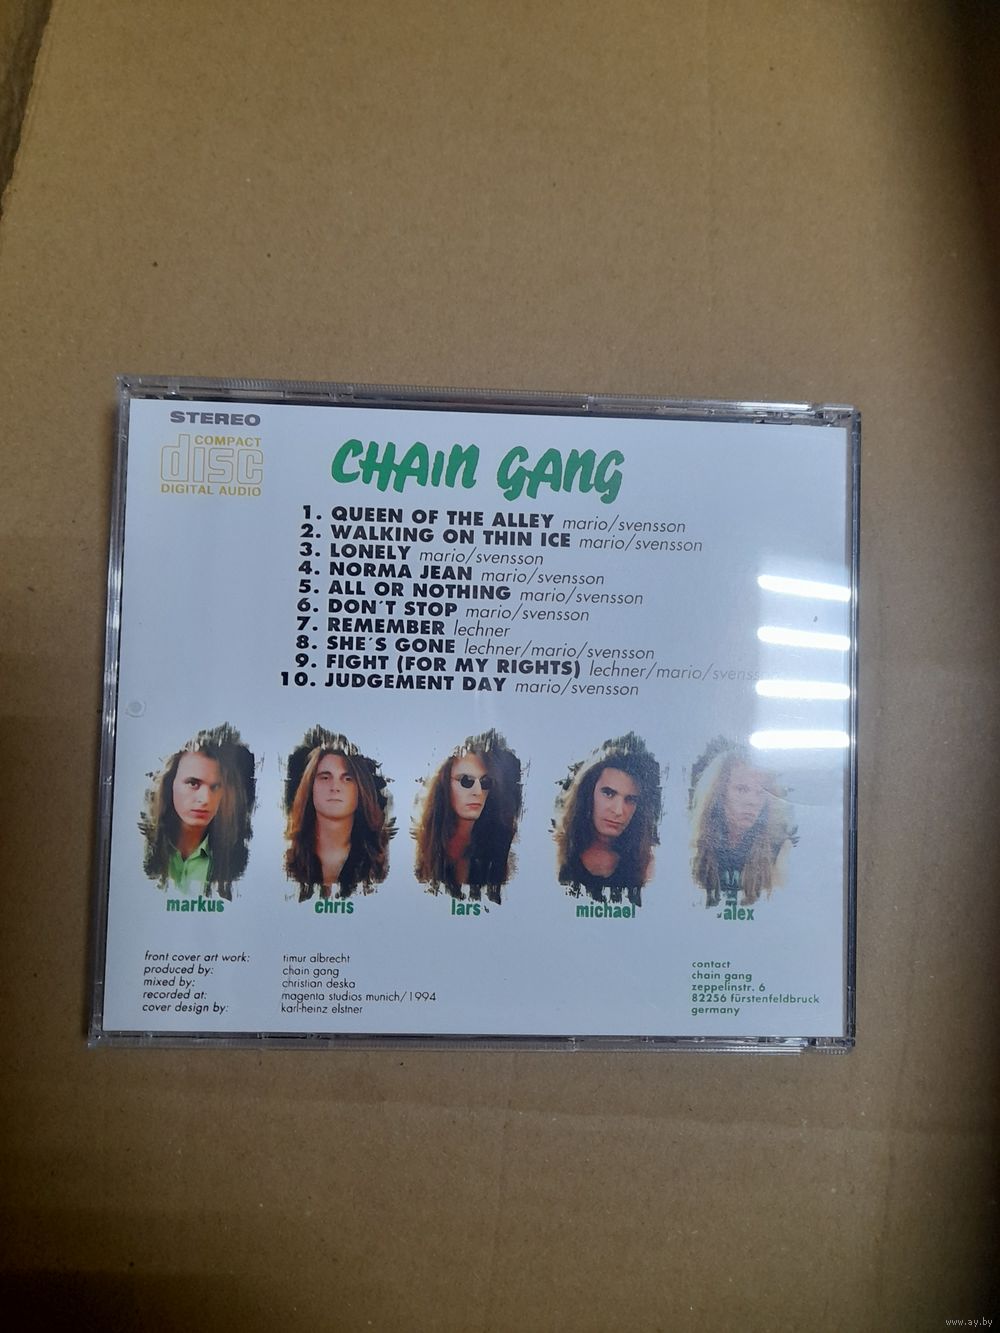 STEREO
COMPACT
disc
DIGITAL AUDIO
CHAIN GANG
1. QUEEN OF THE ALLEY mario/svensson
2. WALKING ON THIN ICE mario/svensson
3. LONELY mario/svensson
4. NORMA JEAN mario/svensson
5. ALL OR NOTHING mario/svensson
6. DON´T STOP mario/svensson
7. REMEMBER lechner
8. SHE´S GONE lechner/mario/svensson
9. FIGHT (FOR MY RIGHTS) lechner/mario/svensson
10. JUDGEMENT DAY mario/svensson
markus chris lars michael alex
front cover art work: timur albrecht
produced by: chain gang
mixed by: christian deska
recorded at: magenta studios munich/1994
cover design by: karl-heinz elstner
contact
chain gang
zeppelinstr. 6
82256 fürstenfeldbruck
germany
www.ay.by